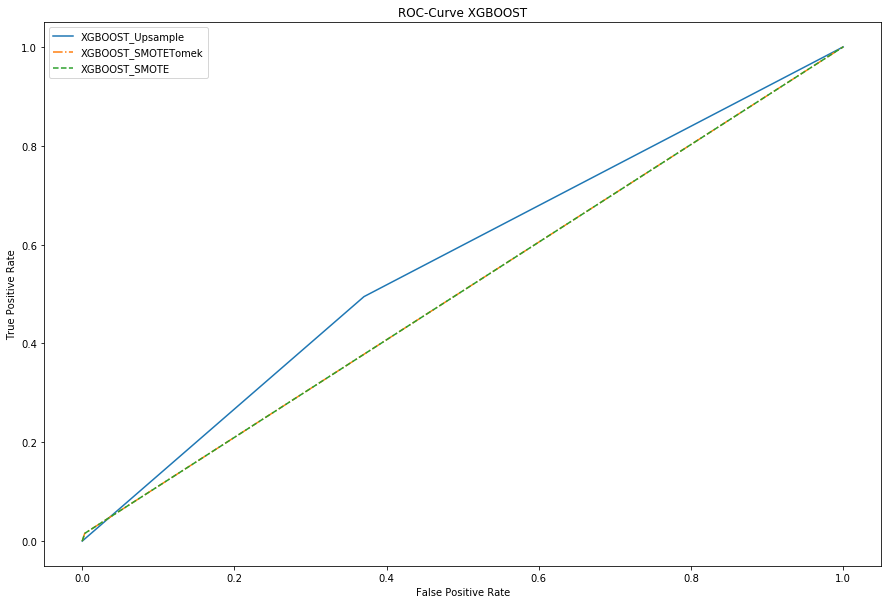 ROC-Curve XGBOOST
XGBOOST_Upsample
XGBOOST_SMOTETomek
XGBOOST_SMOTE
True Positive Rate
1.0
0.8
0.6
0.4
0.2
0.0
0.0 0.2 0.4 0.6 0.8 1.0
False Positive Rate